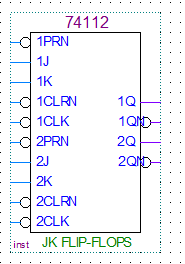 74112
1PRN
1J
1K
1CLRN
1Q
1CLK
1QN
2PRN
2Q
2J
2QN
2K
2CLRN
2CLK
inst
JK FLIP-FLOPS